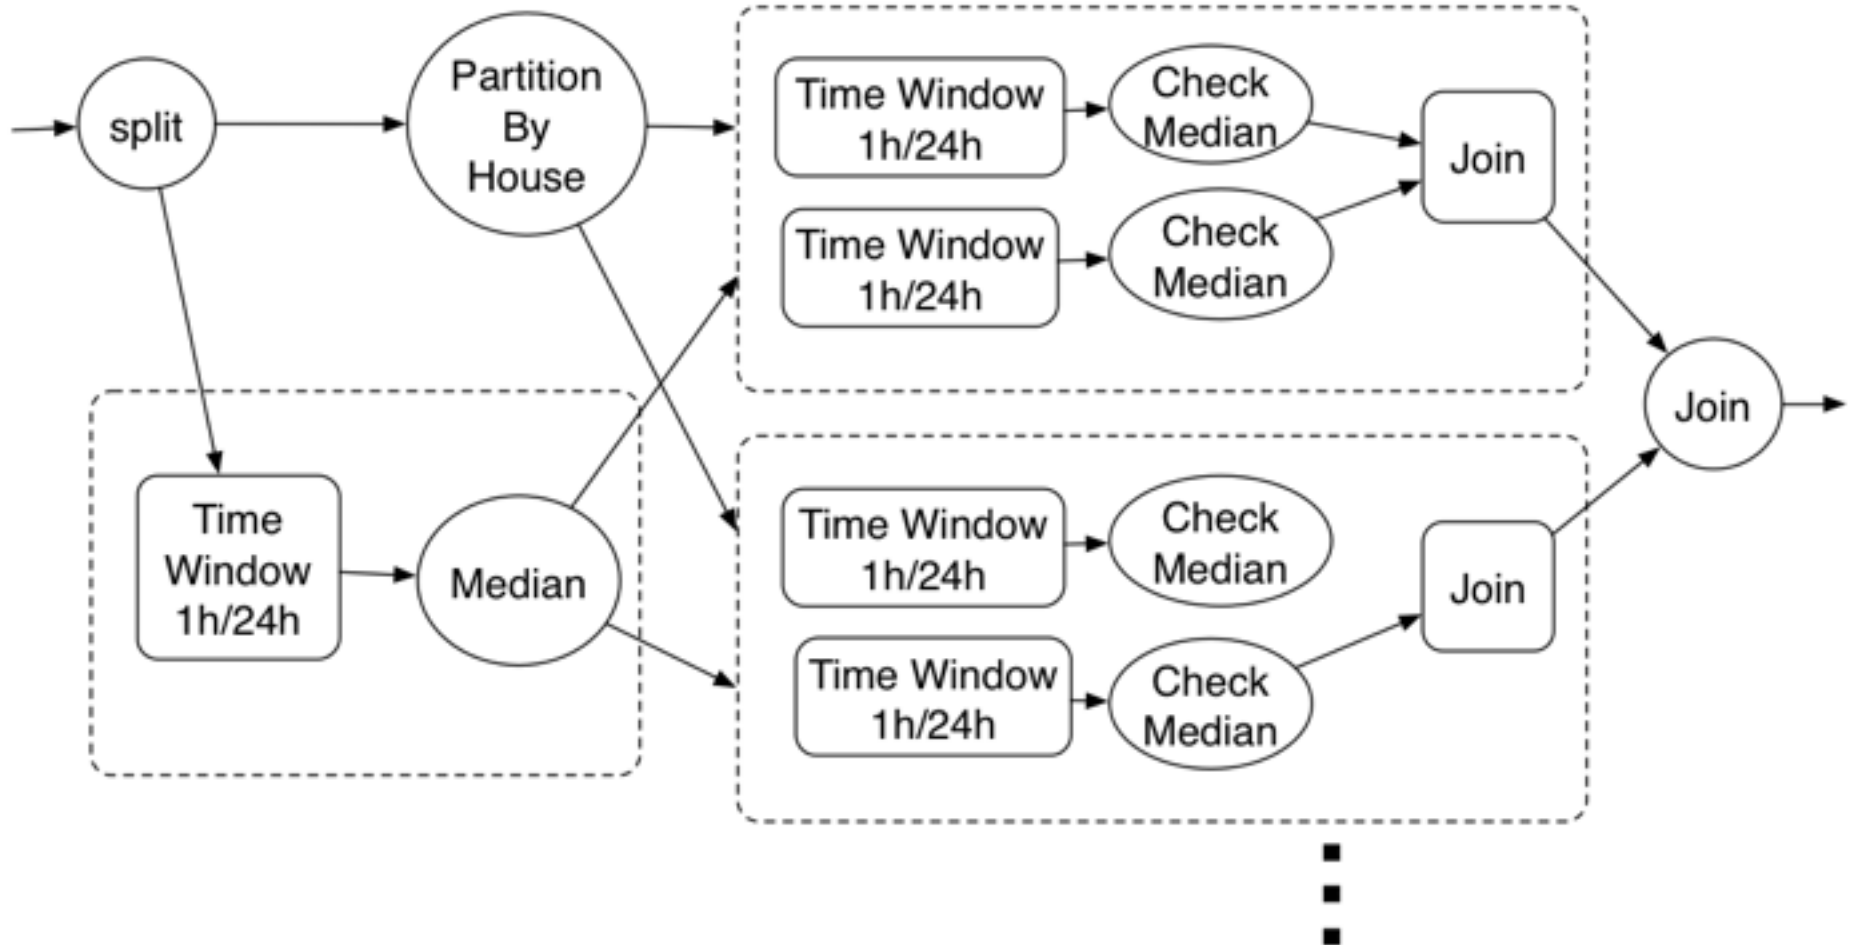 split
Partition
By
House
Time Window
1h/24h
Check
Median
Time Window
1h/24h
Check
Median
Join
Time
Window
1h/24h
Median
Time Window
1h/24h
Check
Median
Time Window
1h/24h
Check
Median
Join
Join